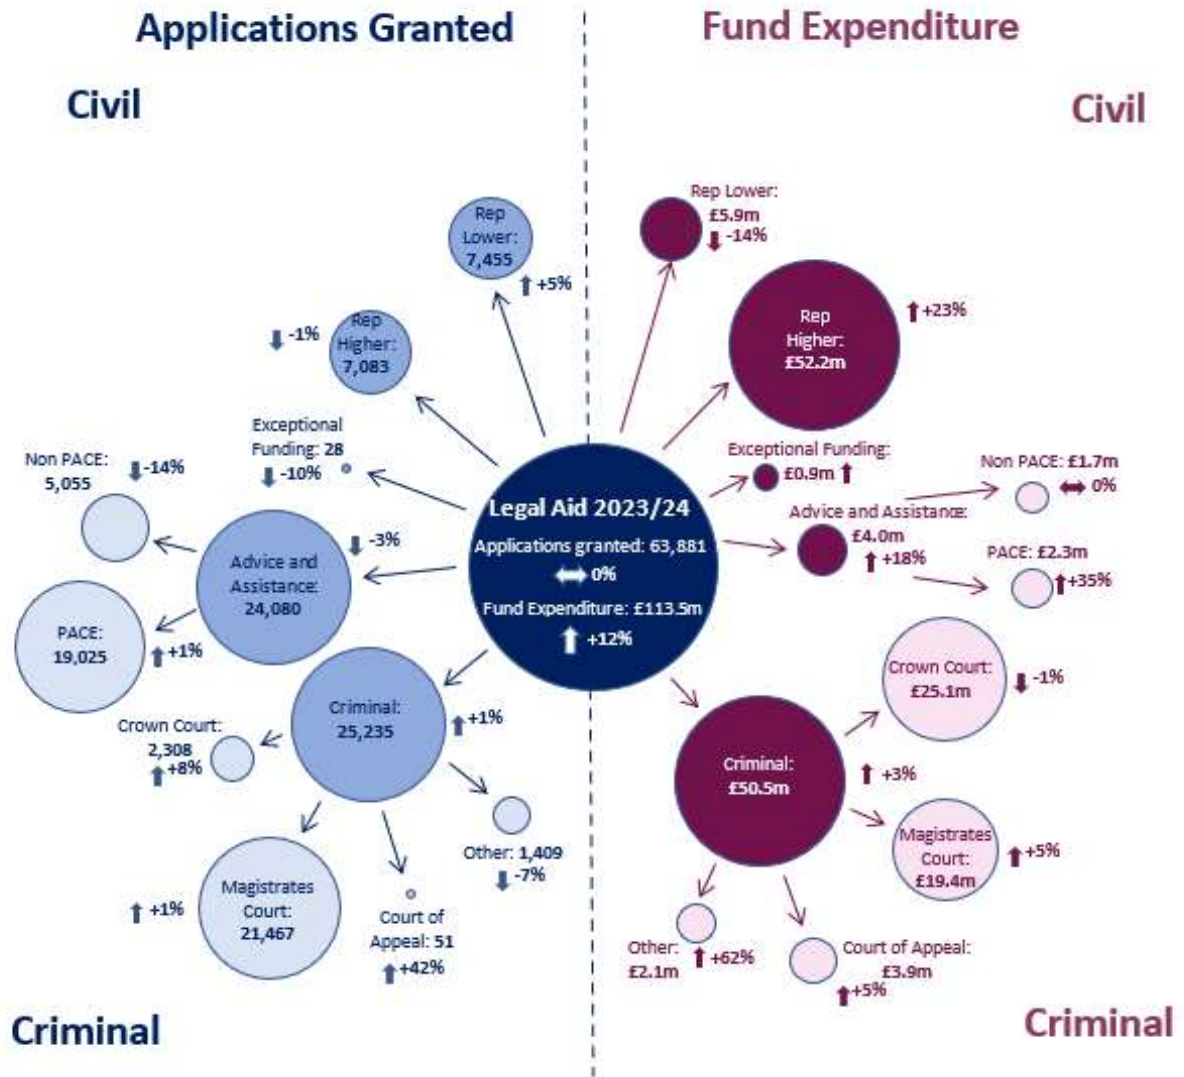 Applications Granted
Fund Expenditure
Civil
Civil
Rep
Lower:
7,455
+5%
Rep
Higher:
7,083
-1%
Exceptional
Funding: 28
-10%
Non PACE:
5,055
-14%
Advice and
Assistance:
24,080
-3%
PACE:
19,025
+1%
Criminal:
25,235
+1%
Crown Court:
2,308
+8%
Magistrates
Court:
21,467
+1%
Court of
Appeal: 51
+42%
Other: 1,409
-7%
Legal Aid 2023/24
Applications granted: 63,881
0%
Fund Expenditure: £113.5m
+12%
Rep Lower:
£5.9m
-14%
Rep
Higher:
£52.2m
+23%
Exceptional Funding:
£0.9m
Advice and Assistance:
£4.0m
+18%
Non PACE: £1.7m
0%
PACE: £2.3m
+35%
Crown Court:
£25.1m
-1%
Criminal:
£50.5m
+3%
Magistrates
Court:
£19.4m
+5%
Other:
£2.1m
+62%
Court of Appeal:
£3.9m
+5%
Criminal
Criminal